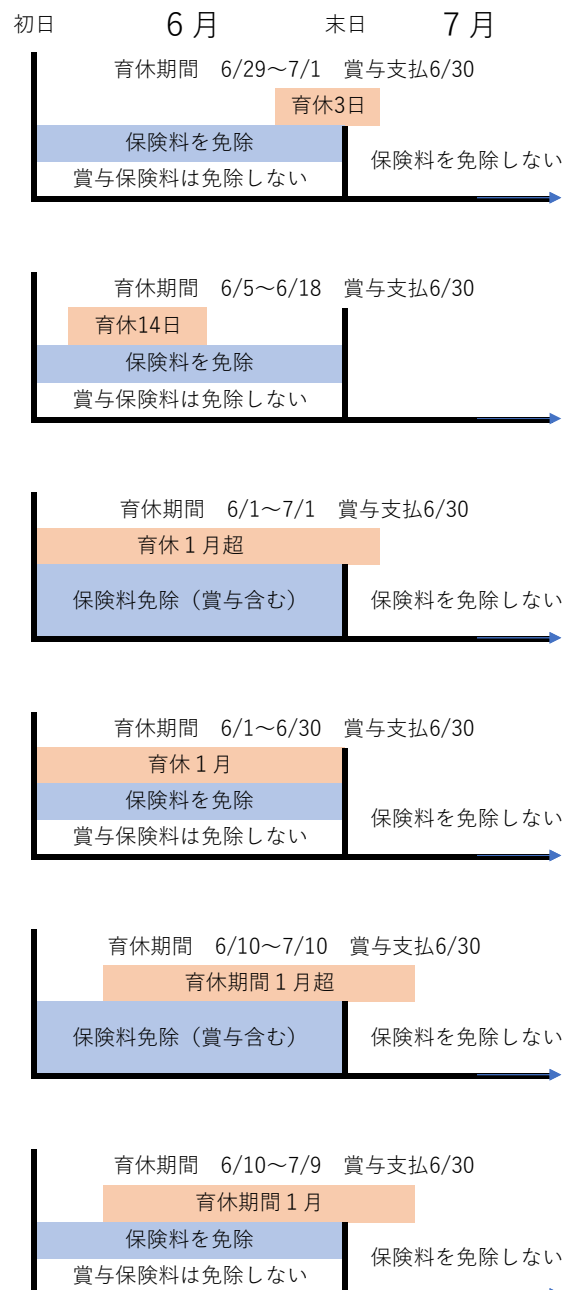 初日 6月 末日 7月
育休期間 6/29～7/1 賞与支払6/30
育休3日
保険料を免除
賞与保険料は免除しない
保険料を免除しない
育休期間 6/5～6/18 賞与支払6/30
育休14日
保険料を免除
賞与保険料は免除しない
育休期間 6/1～7/1 賞与支払6/30
育休１月超
保険料免除（賞与含む）
保険料を免除しない
育休期間 6/1～6/30 賞与支払6/30
育休１月
保険料を免除
賞与保険料は免除しない
保険料を免除しない
育休期間 6/10～7/10 賞与支払6/30
育休期間１月超
保険料免除（賞与含む）
保険料を免除しない
育休期間 6/10～7/9 賞与支払6/30
育休期間１月
保険料を免除
賞与保険料は免除しない
保険料を免除しない